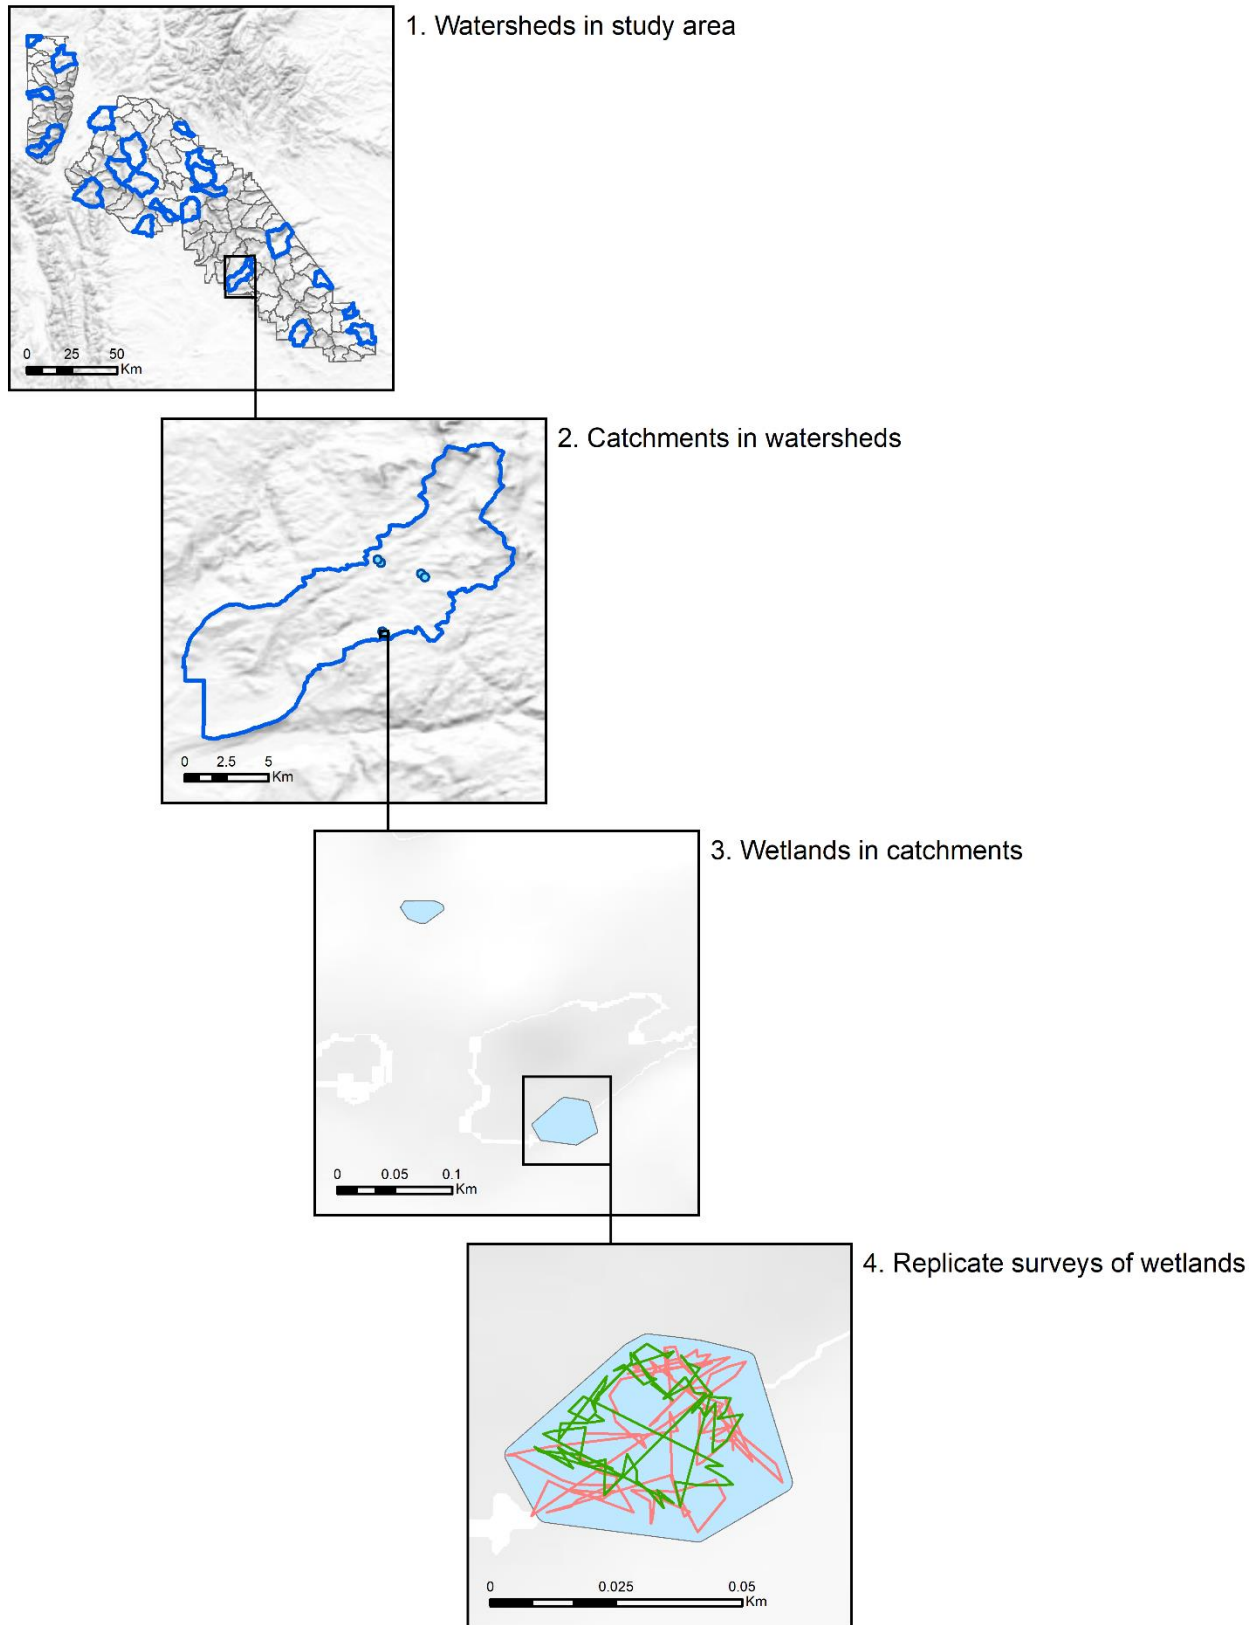 1. Watersheds in study area
0 25 50
Km
2. Catchments in watersheds
0 2.5 5
Km
3. Wetlands in catchments
0 0.05 0.1
Km
4. Replicate surveys of wetlands
0 0.025 0.05
Km